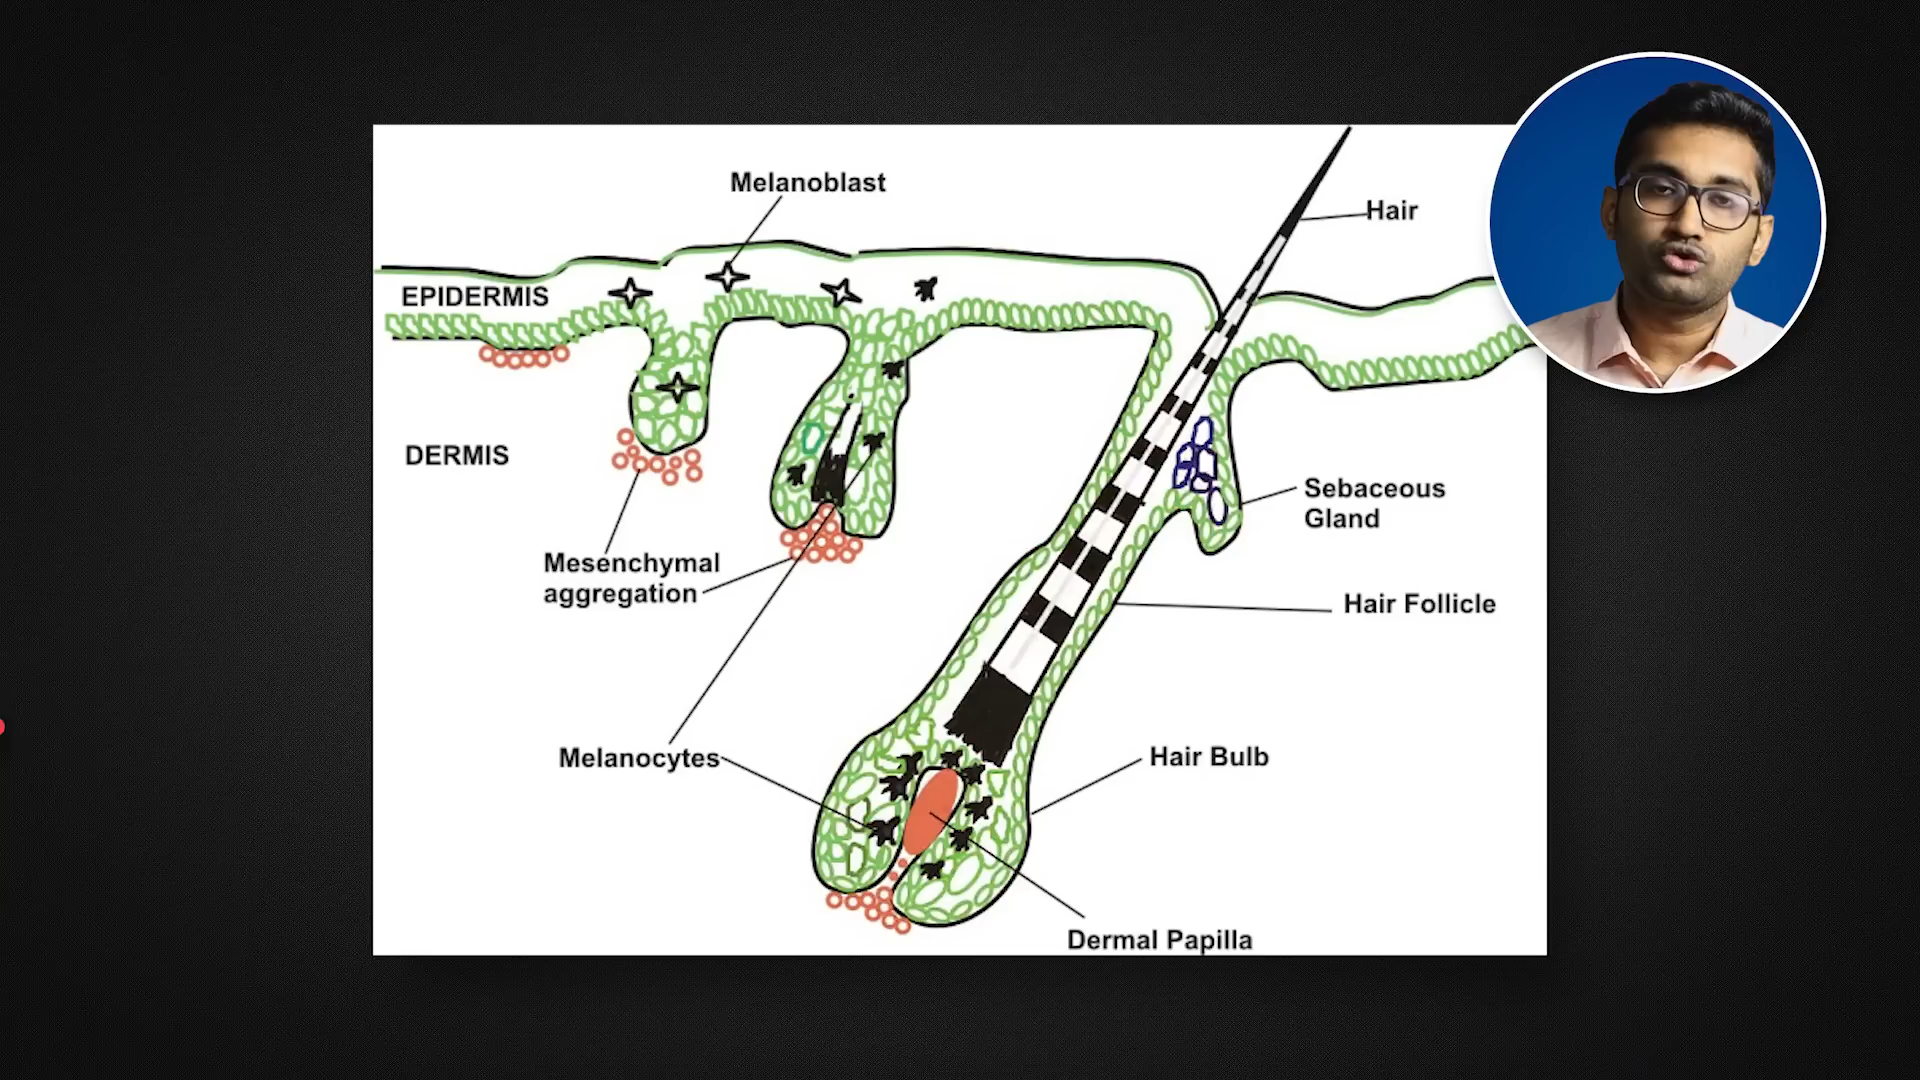 Melanoblast
Hair
EPIDERMIS
DERMIS
Sebaceous
Gland
Mesenchymal
aggregation
Hair Follicle
Melanocytes
Hair Bulb
Dermal Papilla